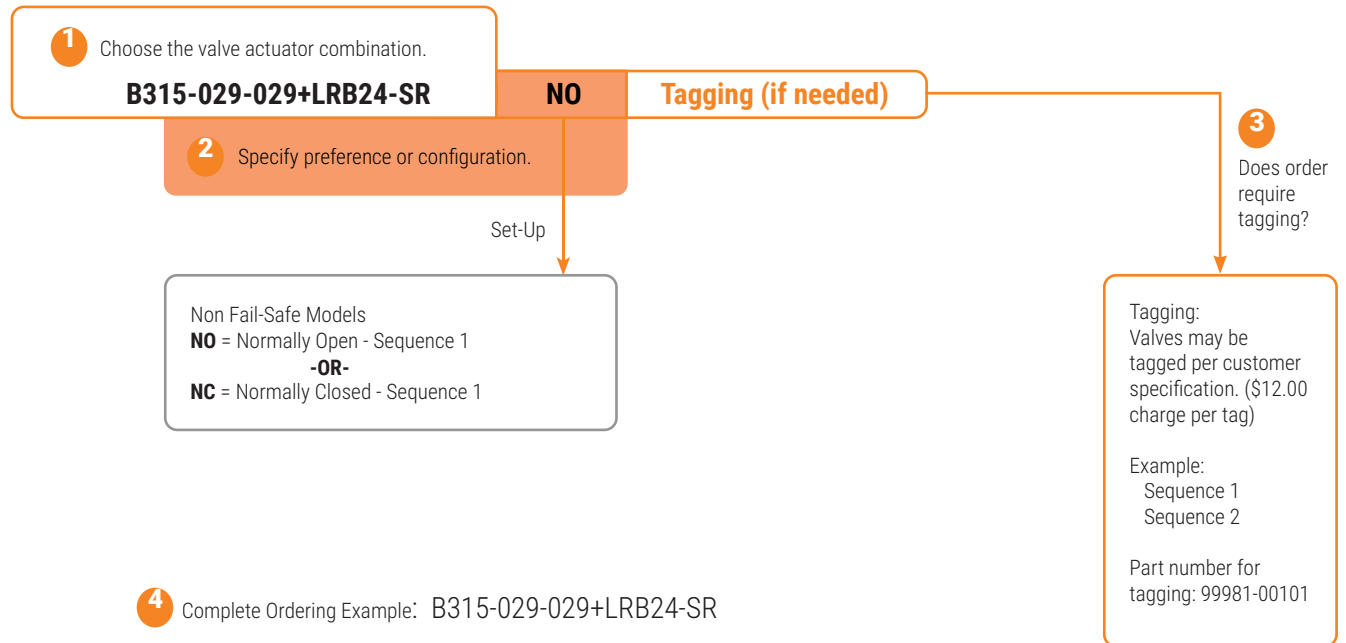 1 Choose the valve actuator combination.
B315-029-029+LRB24-SR NO Tagging (if needed)
2 Specify preference or configuration.
Set-Up
Non Fail-Safe Models
NO = Normally Open - Sequence 1
-OR-
NC = Normally Closed - Sequence 1
3
Does order
require
tagging?
Tagging:
Valves may be
tagged per customer
specification. ($12.00
charge per tag)
Example:
Sequence 1
Sequence 2
Part number for
tagging: 99981-00101
4 Complete Ordering Example: B315-029-029+LRB24-SR